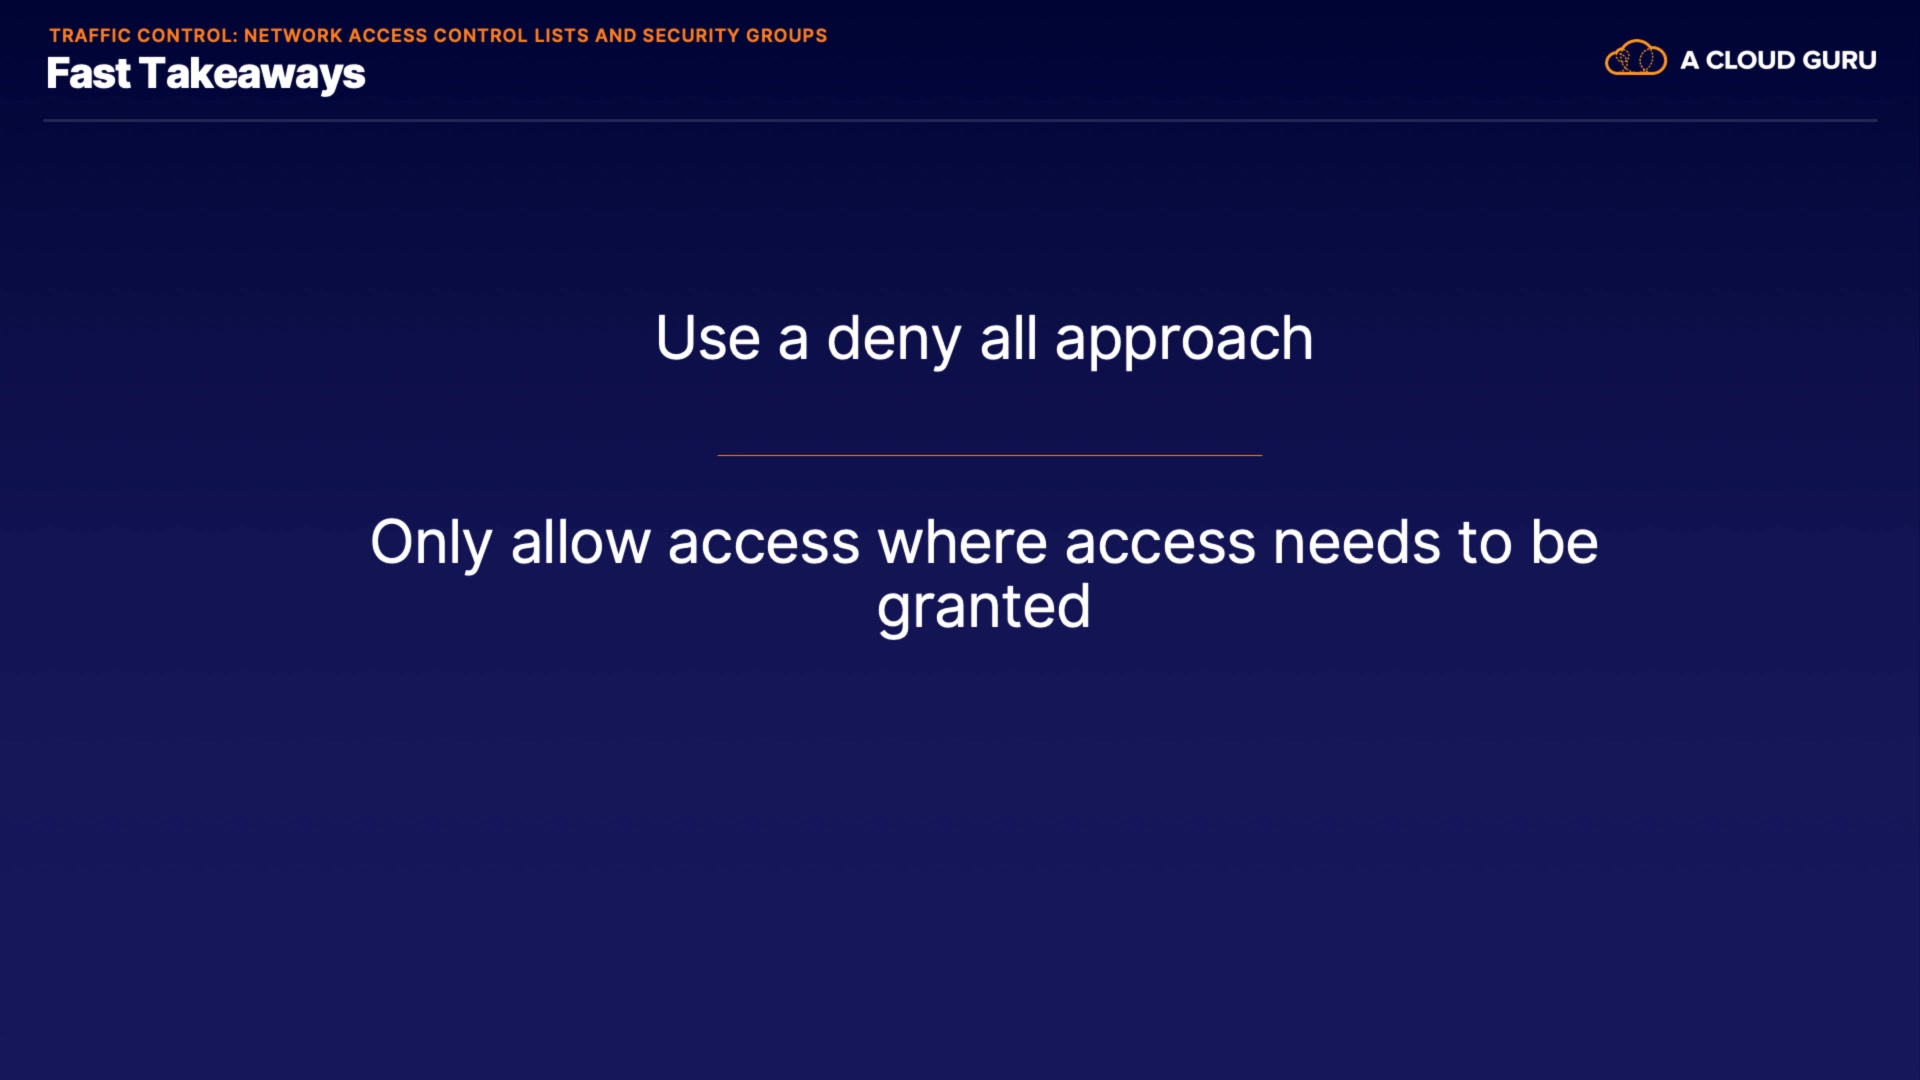 TRAFFIC CONTROL: NETWORK ACCESS CONTROL LISTS AND SECURITY GROUPS
Fast Takeaways
A CLOUD GURU
Use a deny all approach
Only allow access where access needs to be
granted